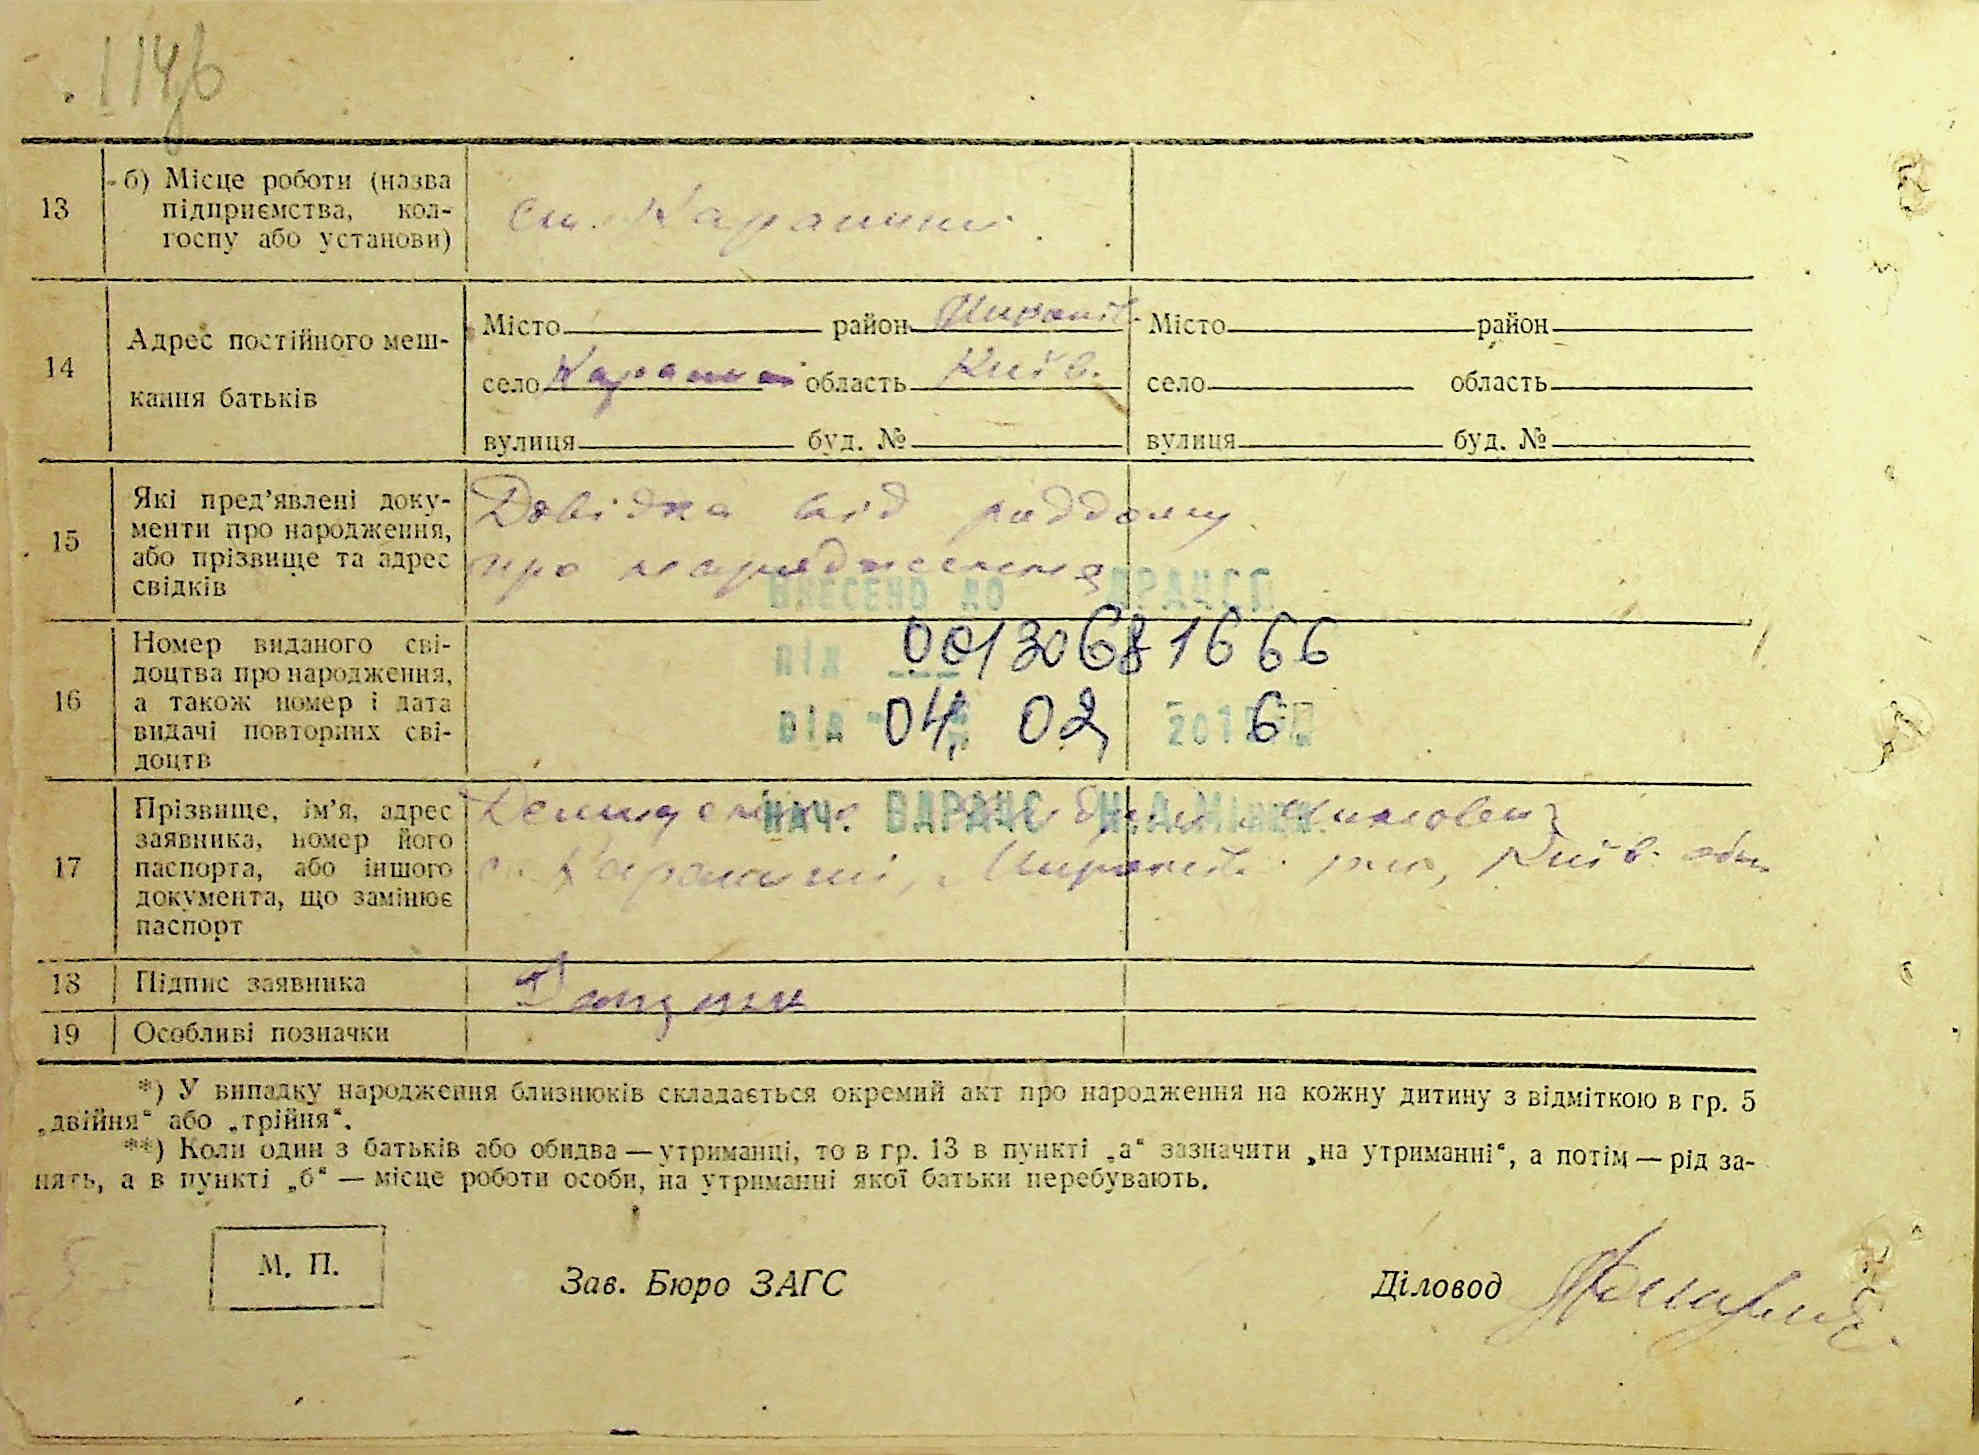 114б
13
б) Місце роботи (назва
підприємства, кол-
госпу або установи)
14
Адрес постійного меш-
кання батьків
Місто район Миронів.
село область Київ.
вулиця буд. №
Місто район
село область
вулиця буд. №
15
Які пред’явлені доку-
менти про народження,
або прізвище та адрес
свідків
Довідка від роддому
про народження
ВНЕСЕНО ДО ДРАЦСГ
16
Номер виданого сві-
доцтва про народження,
а також номер і дата
видачі повторних сві-
доцтв
ПІД 00130681666
ВІД 04. 02 2016
17
Прізвище, ім’я, адрес
заявника, номер його
паспорта, або іншого
документа, що замінює
паспорт
НАЧ. ВДРАЦС Н.А.
Київ. обл.
18
Підпис заявника
19
Особливі позначки
*) У випадку народження близнюків складається окремий акт про народження на кожну дитину з відміткою в гр. 5
„двійня“ або „трійня“.
**) Коли один з батьків або обидва — утриманці, то в гр. 13 в пункті „а“ зазначити „на утриманні“, а потім — рід за-
нять, а в пункті „б“ — місце роботи особи, на утриманні якої батьки перебувають.
М. П.
Зав. Бюро ЗАГС
Діловод